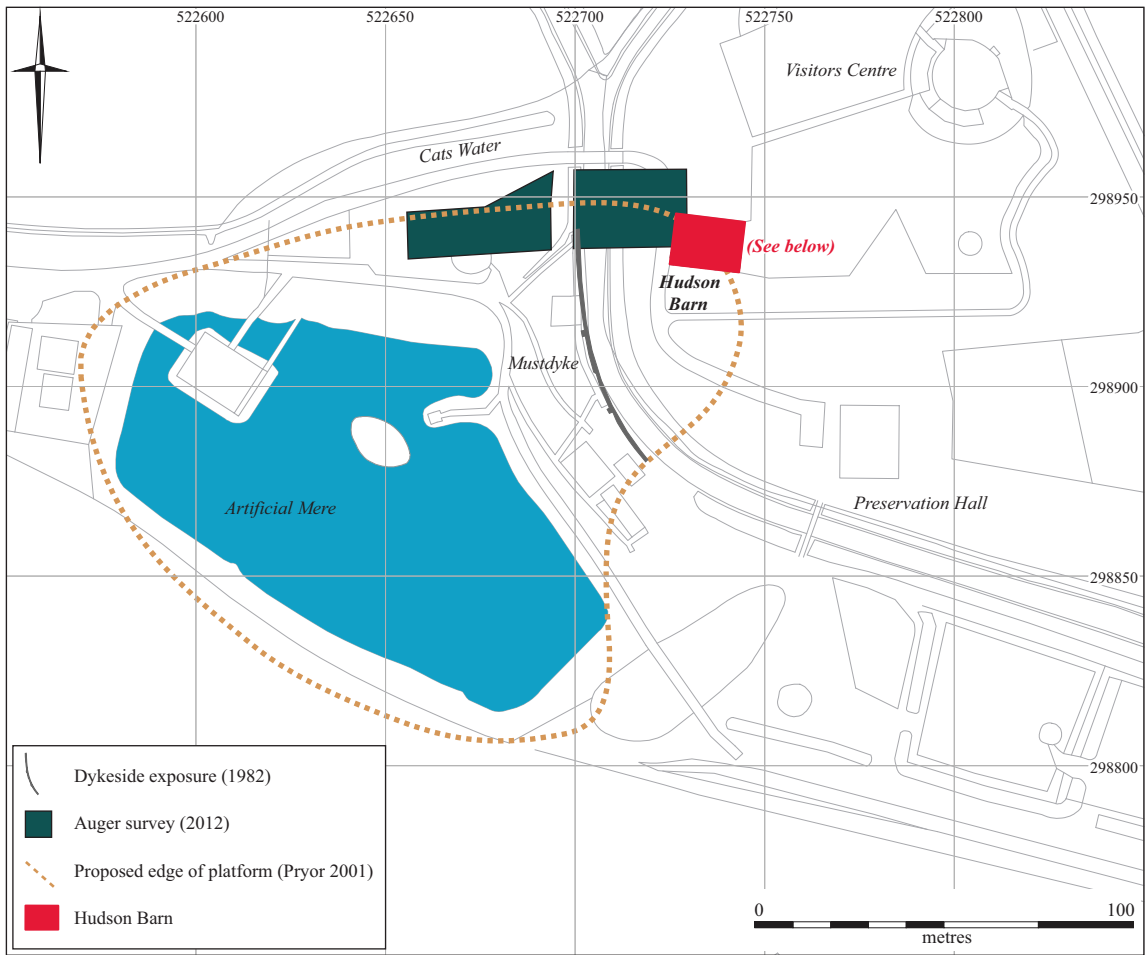 522600
522650
522700
522750
522800
Visitors Centre
Cats Water
298950
(See below)
Hudson
Barn
Mustdyke
298900
Artificial Mere
Preservation Hall
298850
298800
Dykeside exposure (1982)
Auger survey (2012)
Proposed edge of platform (Pryor 2001)
Hudson Barn
0
100
metres